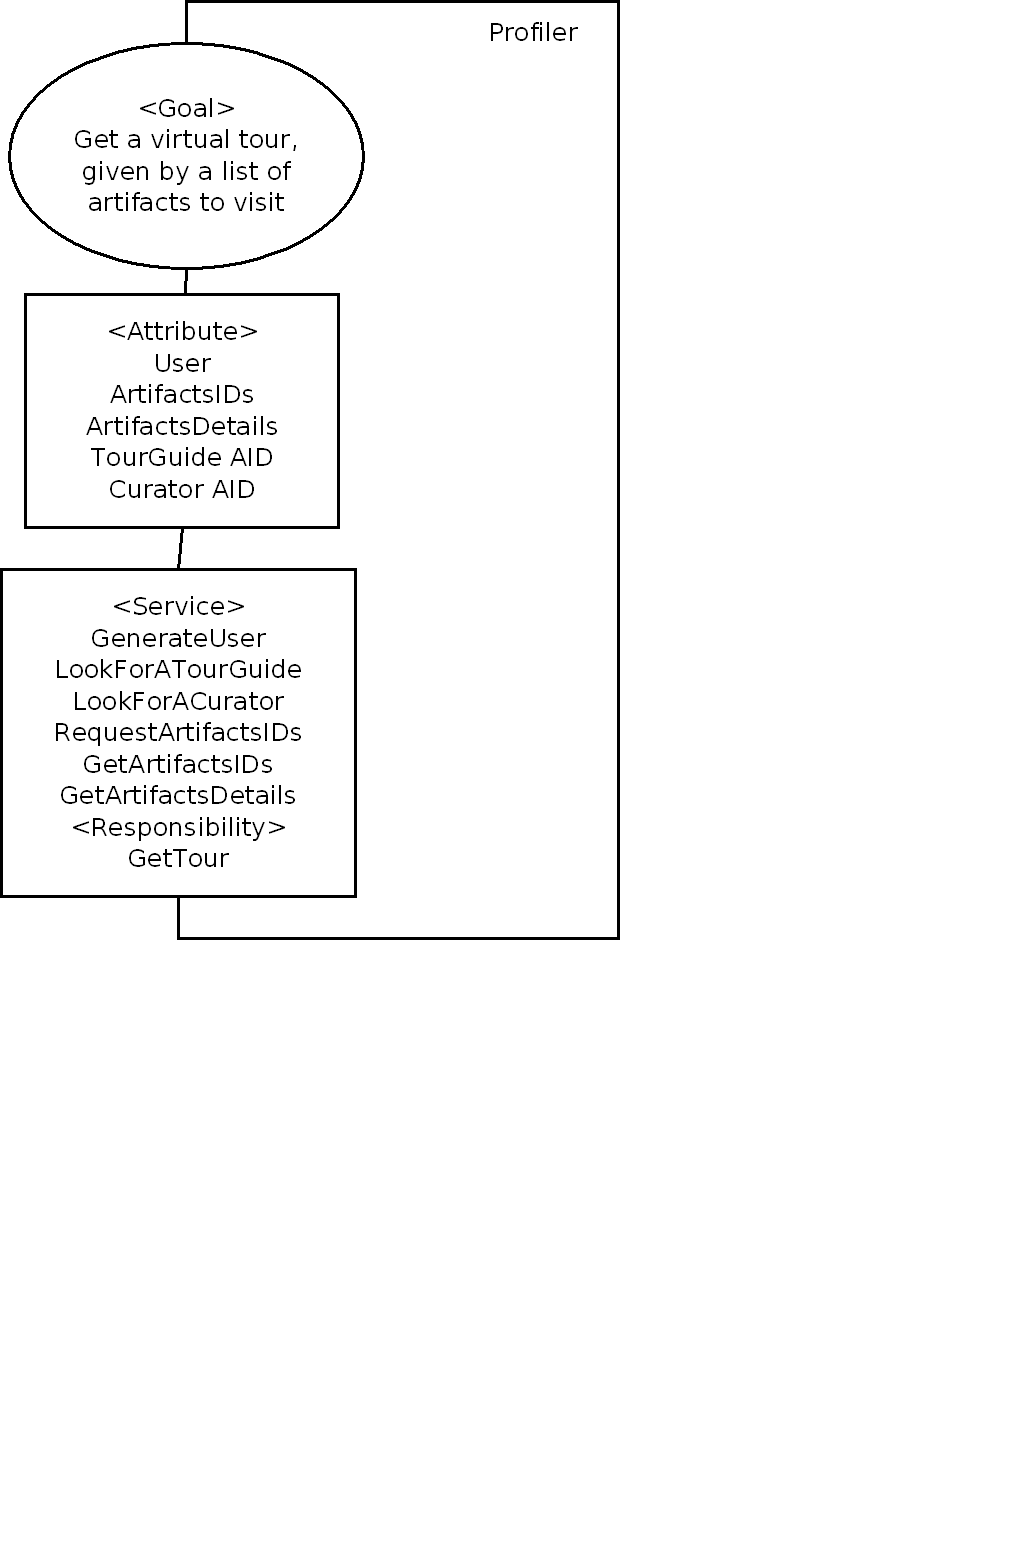 Profiler
<Goal>
Get a virtual tour,
given by a list of
artifacts to visit
<Attribute>
User
ArtifactsIDs
ArtifactsDetails
TourGuide AID
Curator AID
<Service>
GenerateUser
LookForATourGuide
LookForACurator
RequestArtifactsIDs
GetArtifactsIDs
GetArtifactsDetails
<Responsibility>
GetTour